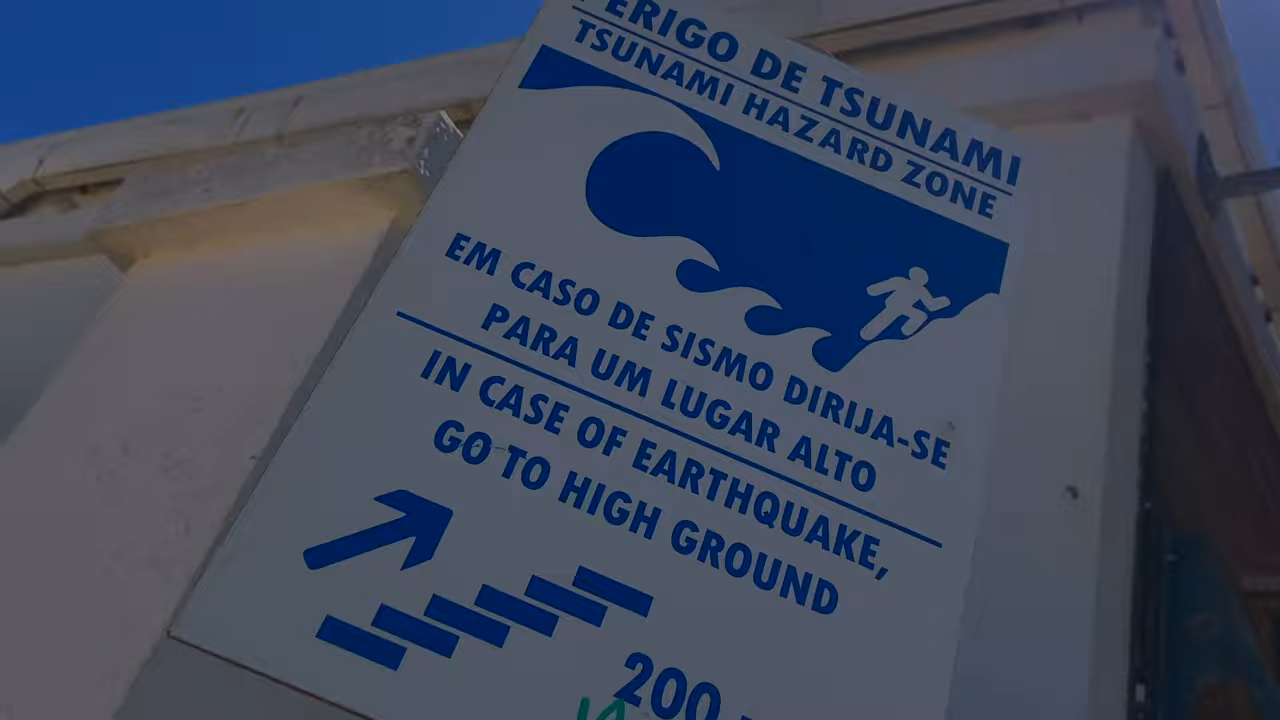 PERIGO DE TSUNAMI
TSUNAMI HAZARD ZONE
EM CASO DE SISMO DIRIJA-SE
PARA UM LUGAR ALTO
IN CASE OF EARTHQUAKE,
GO TO HIGH GROUND
200